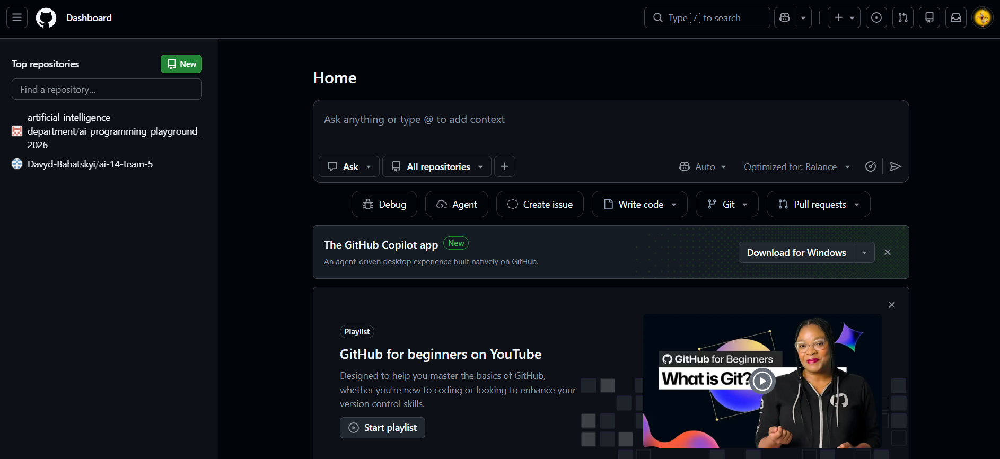 Dashboard
Type / to search
Top repositories
New
Find a repository...
artificial-intelligence-
department/ai_programming_playground_
2026
Davyd-Bahatskyi/ai-14-team-5
Home
Ask anything or type @ to add context
Ask
All repositories
Auto
Optimized for: Balance
Debug
Agent
Create issue
Write code
Git
Pull requests
The GitHub Copilot app New
An agent-driven desktop experience built natively on GitHub.
Download for Windows
Playlist
GitHub for beginners on YouTube
Designed to help you master the basics of GitHub,
whether you're new to coding or looking to enhance your
version control skills.
Start playlist
GitHub for Beginners
What is Git?